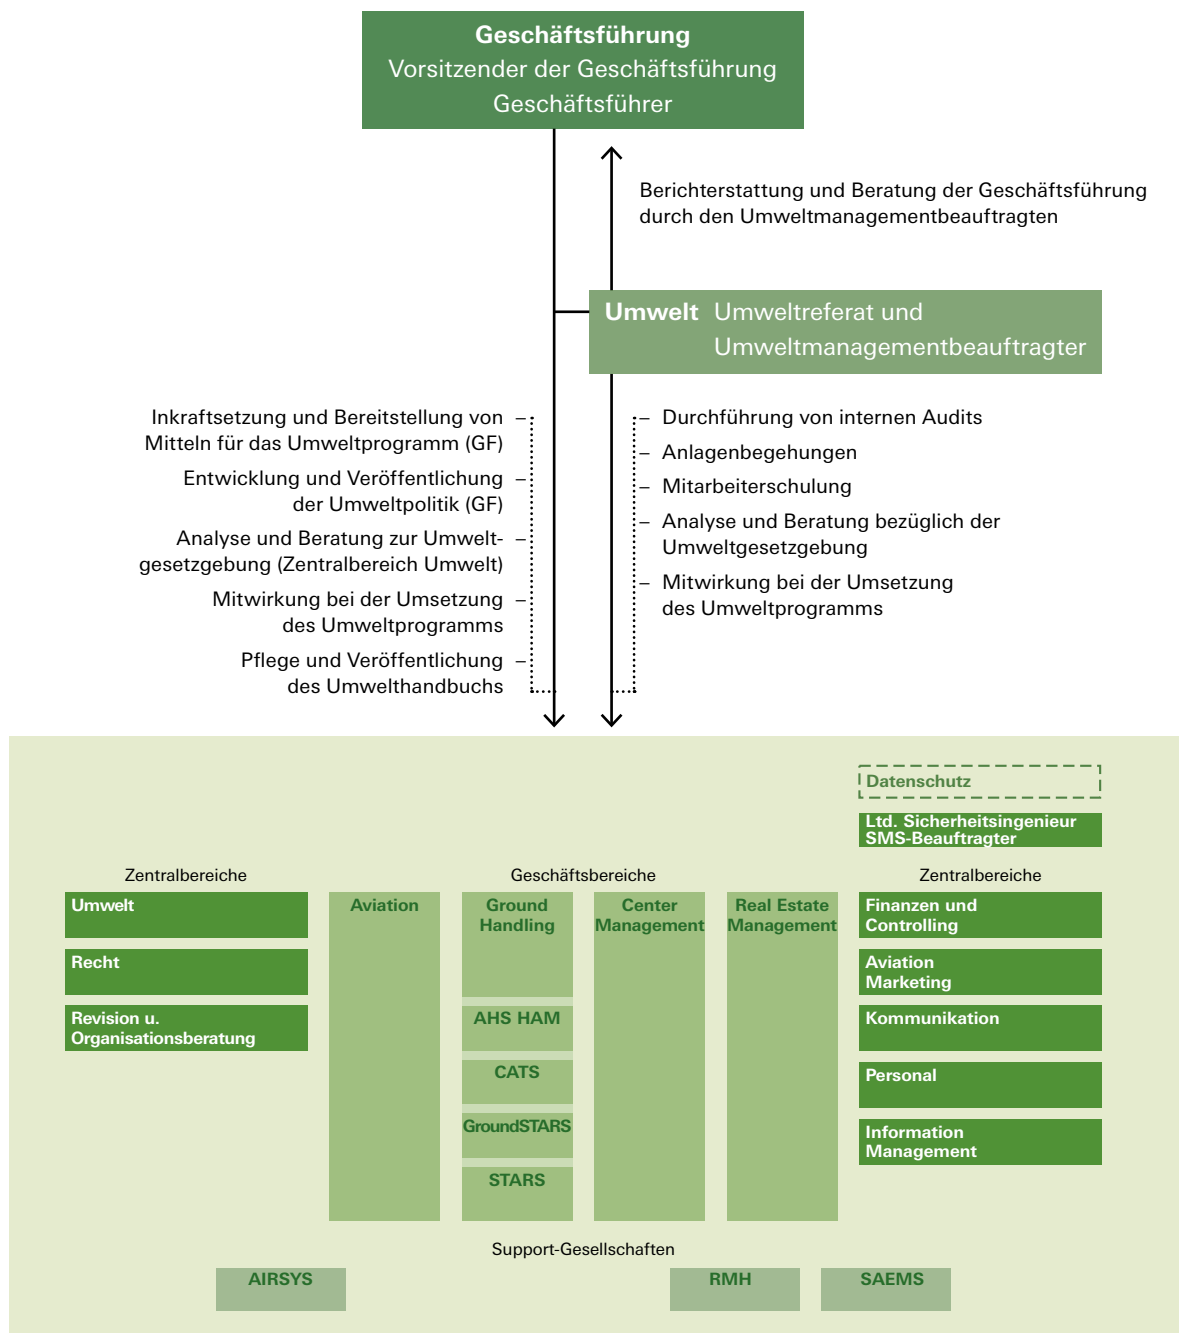 Geschäftsführung
Vorsitzender der Geschäftsführung
Geschäftsführer
Berichterstattung und Beratung der Geschäftsführung
durch den Umweltmanagementbeauftragten
Umwelt Umweltreferat und
Umweltmanagementbeauftragter
Inkraftsetzung und Bereitstellung von –
Mitteln für das Umweltprogramm (GF)
Entwicklung und Veröffentlichung –
der Umweltpolitik (GF)
Analyse und Beratung zur Umwelt- –
gesetzgebung (Zentralbereich Umwelt)
Mitwirkung bei der Umsetzung –
des Umweltprogramms
Pflege und Veröffentlichung –
des Umwelthandbuchs
– Durchführung von internen Audits
– Anlagenbegehungen
– Mitarbeiterschulung
– Analyse und Beratung bezüglich der
Umweltgesetzgebung
– Mitwirkung bei der Umsetzung
des Umweltprogramms
Datenschutz
Ltd. Sicherheitsingenieur
SMS-Beauftragter
Zentralbereiche
Umwelt
Recht
Revision u.
Organisationsberatung
Geschäftsbereiche
Aviation
Ground
Handling
AHS HAM
CATS
GroundSTARS
STARS
Center
Management
Real Estate
Management
Zentralbereiche
Finanzen und
Controlling
Aviation
Marketing
Kommunikation
Personal
Information
Management
Support-Gesellschaften
AIRSYS
RMH
SAEMS